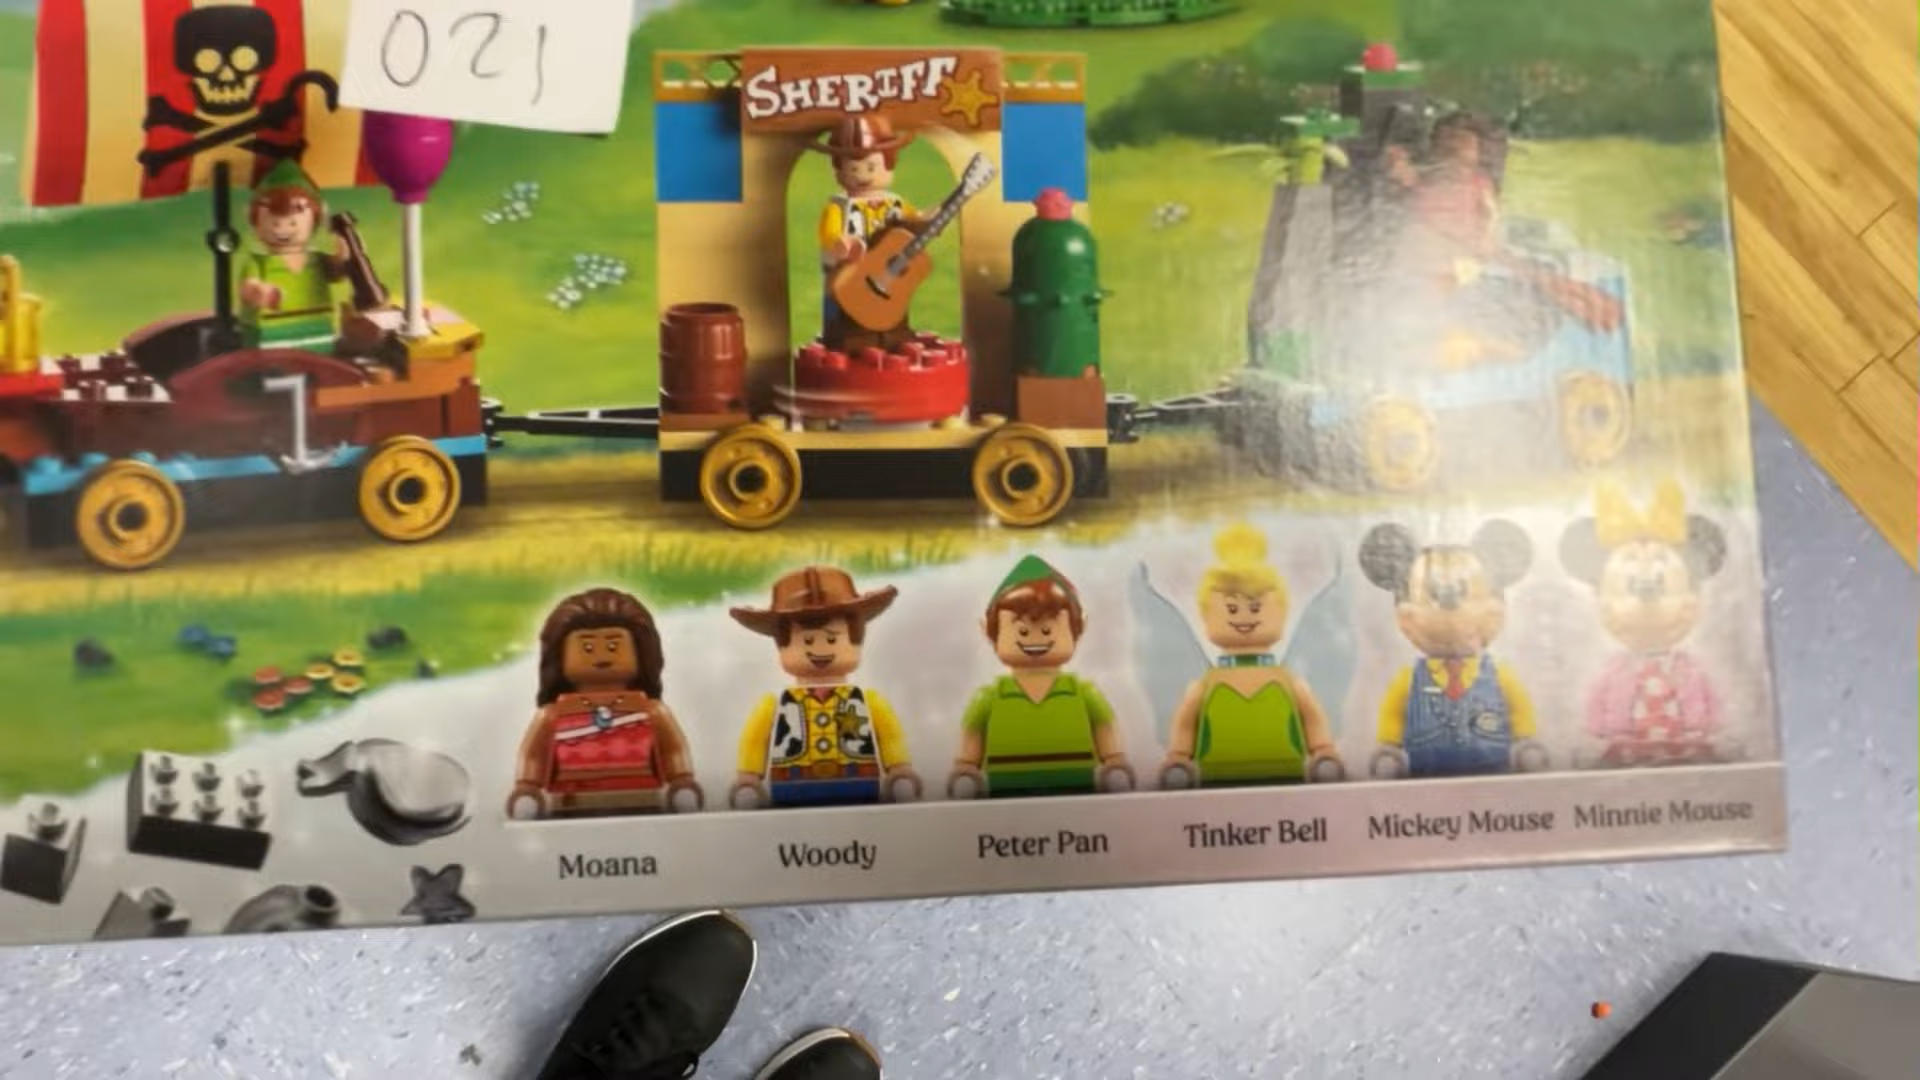 021
SHERIFF
Moana
Woody
Peter Pan
Tinker Bell
Mickey Mouse
Minnie Mouse